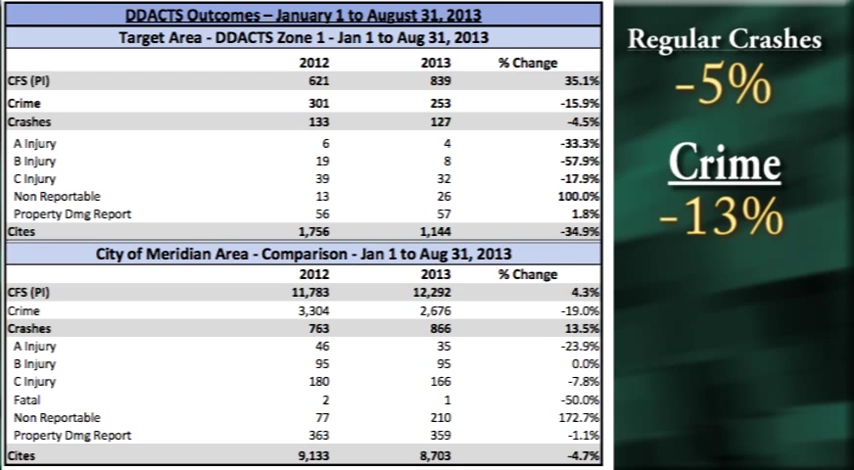 DDACTS Outcomes – January 1 to August 31, 2013
Target Area - DDACTS Zone 1 - Jan 1 to Aug 31, 2013
2012 2013 % Change
CFS (PI) 621 839 35.1%
Crime 301 253 -15.9%
Crashes 133 127 -4.5%
A Injury 6 4 -33.3%
B Injury 19 8 -57.9%
C Injury 39 32 -17.9%
Non Reportable 13 26 100.0%
Property Dmg Report 56 57 1.8%
Cites 1,756 1,144 -34.9%
City of Meridian Area - Comparison - Jan 1 to Aug 31, 2013
2012 2013 % Change
CFS (PI) 11,783 12,292 4.3%
Crime 3,304 2,676 -19.0%
Crashes 763 866 13.5%
A Injury 46 35 -23.9%
B Injury 95 95 0.0%
C Injury 180 166 -7.8%
Fatal 2 1 -50.0%
Non Reportable 77 210 172.7%
Property Dmg Report 363 359 -1.1%
Cites 9,133 8,703 -4.7%
Regular Crashes
-5%
Crime
-13%